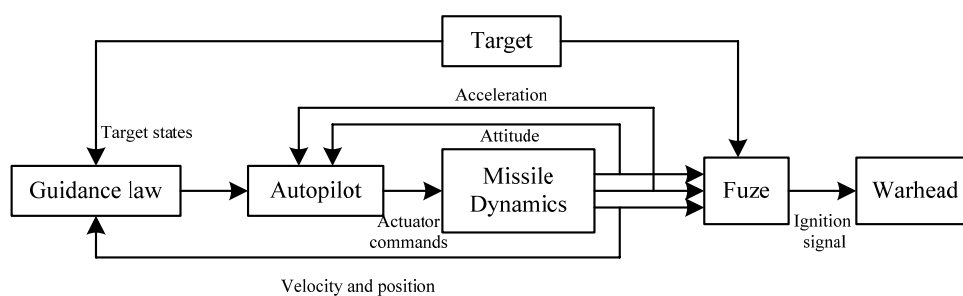 Target
Acceleration
Target states
Attitude
Guidance law
Autopilot
Missile
Dynamics
Fuze
Warhead
Actuator
commands
Ignition
signal
Velocity and position